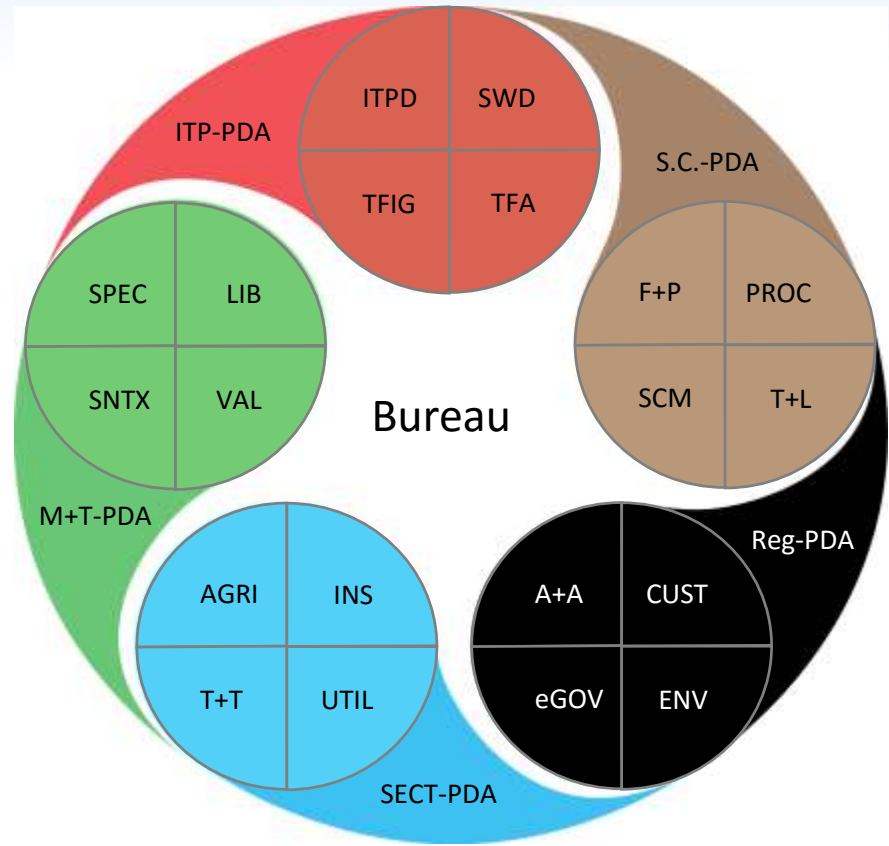 ITP-PDA
ITPD
SWD
TFIG
TFA
S.C.-PDA
F+P
PROC
SCM
T+L
Reg-PDA
A+A
CUST
eGOV
ENV
SECT-PDA
AGRI
INS
T+T
UTIL
M+T-PDA
SPEC
LIB
SNTX
VAL
Bureau